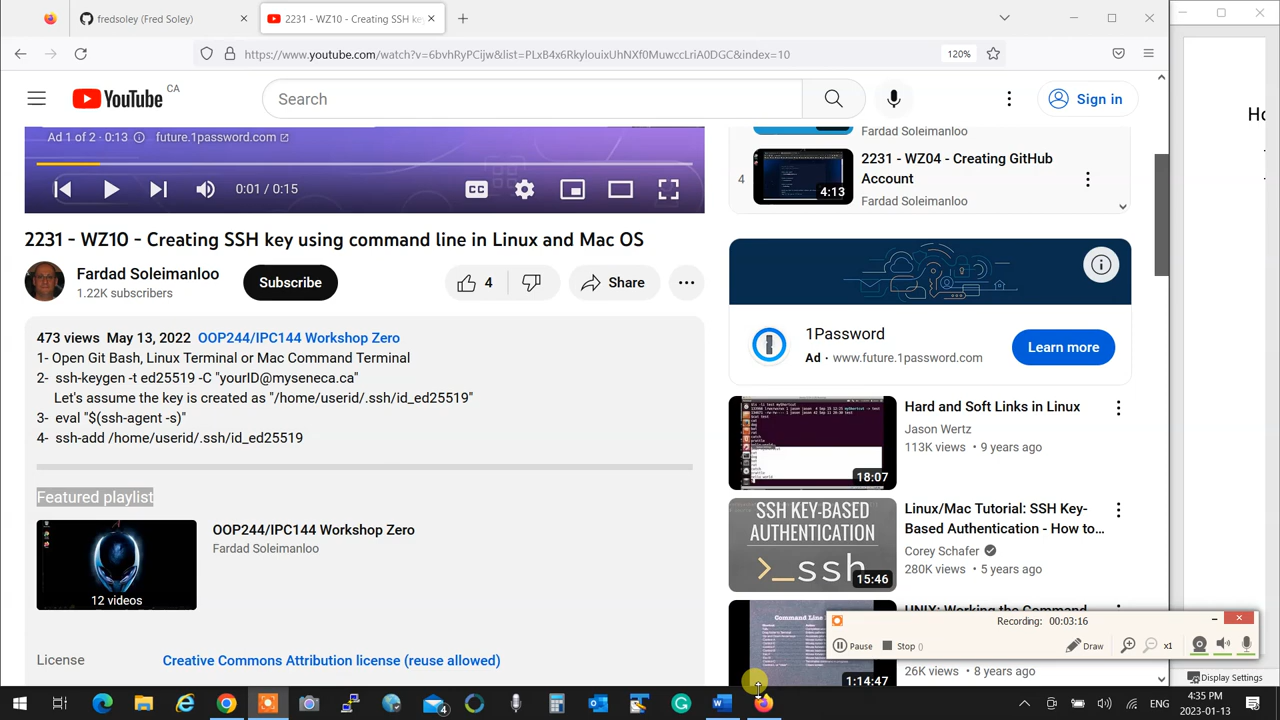 fredsoley (Fred Soley)
2231 - WZ10 - Creating SSH ke
https://www.youtube.com/watch?v=6bvhRyPCijw&list=PLxB4x6RkylouixUhNXf0MuwccLriA0DGC&index=10
120%
YouTube
CA
Search
Sign in
Ad 1 of 2 · 0:13
future.1password.com
0:01 / 0:15
CC
Fardad Soleimanloo
4
2231 - WZ04 - Creating GitHub
Account
4:13
Fardad Soleimanloo
2231 - WZ10 - Creating SSH key using command line in Linux and Mac OS
Fardad Soleimanloo
1.22K subscribers
Subscribe
4
Share
473 views May 13, 2022 OOP244/IPC144 Workshop Zero
1- Open Git Bash, Linux Terminal or Mac Command Terminal
2- ssh-keygen -t ed25519 -C "yourID@myseneca.ca"
Let's assume the key is created as "/home/userid/.ssh/id_ed25519"
3- eval "$(ssh-agent -s)"
ssh-add /home/userid/.ssh/id_ed25519
Featured playlist
OOP244/IPC144 Workshop Zero
Fardad Soleimanloo
12 videos
License
Creative Commons Attribution license (reuse allowed)
1Password
Ad · www.future.1password.com
Learn more
Hard and Soft Links in Linux
Jason Wertz
113K views • 9 years ago
18:07
SSH KEY-BASED
AUTHENTICATION
>_ssh
15:46
Linux/Mac Tutorial: SSH Key-
Based Authentication - How to...
Corey Schafer
280K views • 5 years ago
UNIX: Working the Command
26K views • 8 years ago
1:14:47
Recording: 00:03:16
Pause
Stop ()
Draw
x1
Display Settings
ENG
4:35 PM
2023-01-13